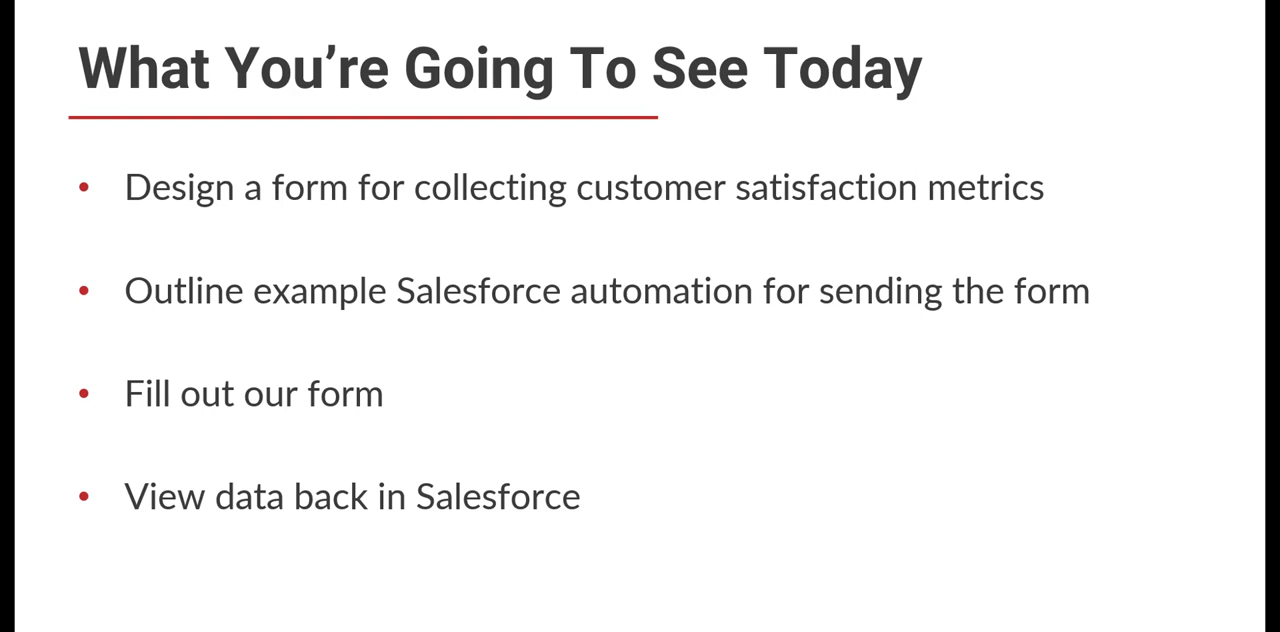 What You’re Going To See Today
• Design a form for collecting customer satisfaction metrics
• Outline example Salesforce automation for sending the form
• Fill out our form
• View data back in Salesforce